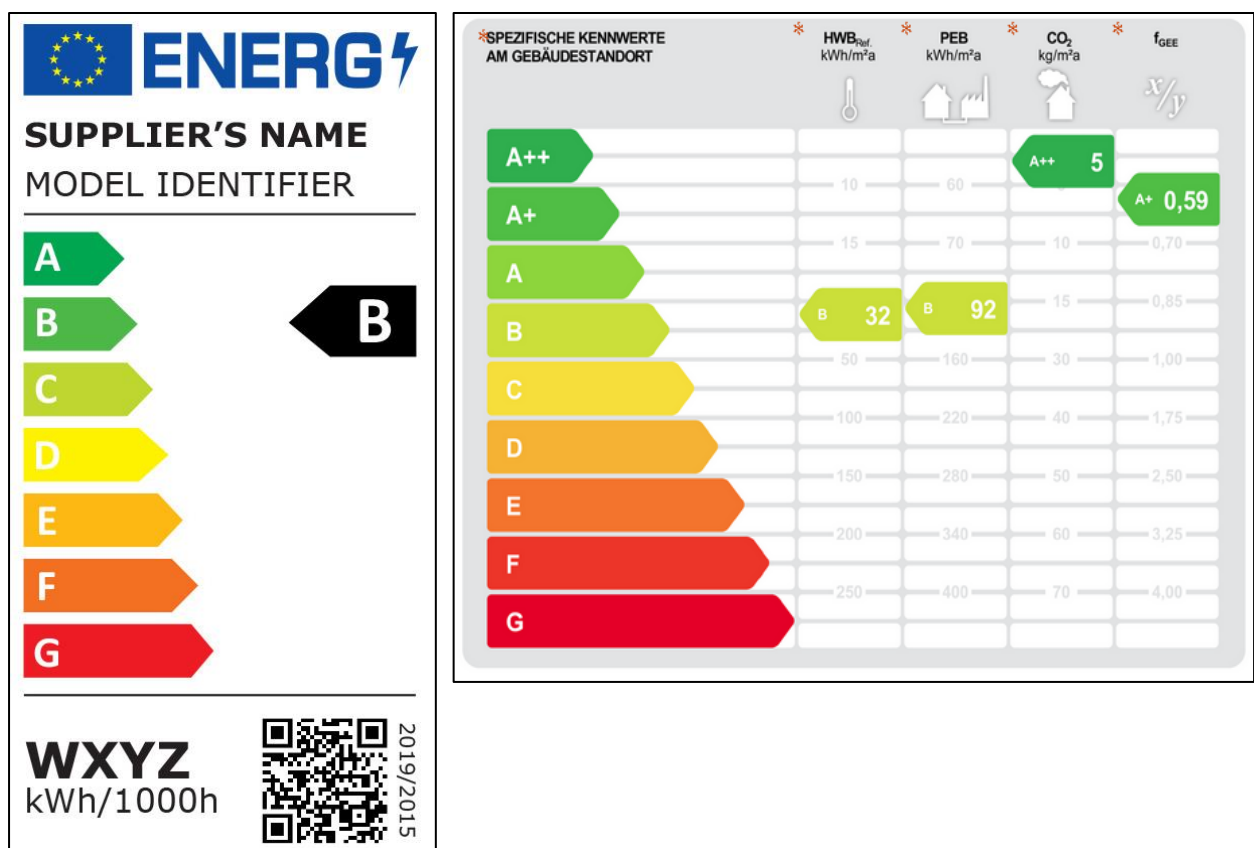 ENERG
SUPPLIER'S NAME
MODEL IDENTIFIER
A
B
B
C
D
E
F
G
WXYZ
kWh/1000h
2019/2015
*SPEZIFISCHE KENNWERTE
AM GEBÄUDESTANDORT
* HWBRef.
kWh/m²a
* PEB
kWh/m²a
* CO₂
kg/m²a
* fGEE
x/y
A++
A++ 5
10 60
A+
A+ 0,59
15 70 10 0,70
A
15 0,85
B
B 32
B 92
50 160 30 1,00
C
100 220 40 1,75
D
150 280 50 2,50
E
200 340 60 3,25
F
250 400 70 4,00
G